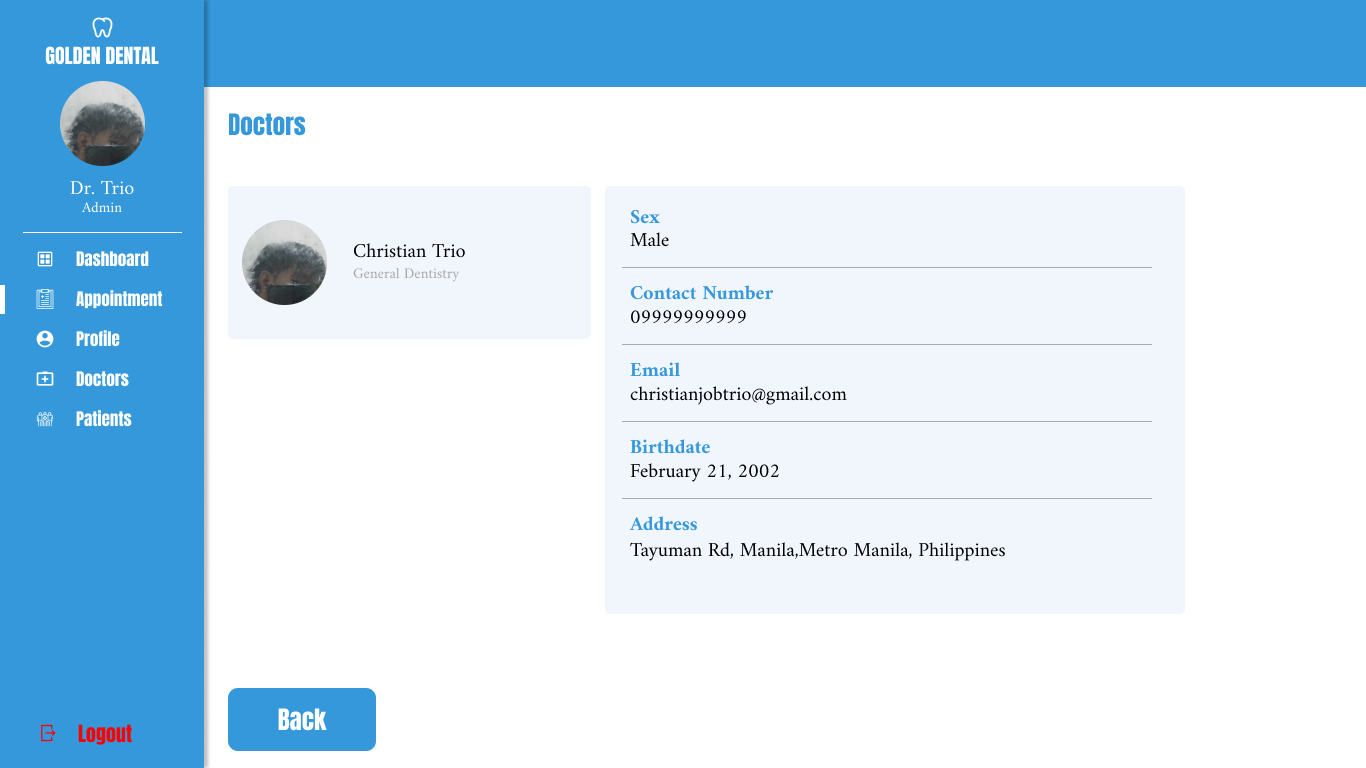 GOLDEN DENTAL
Dr. Trio
Admin
Dashboard
Appointment
Profile
Doctors
Patients
Logout
Doctors
Christian Trio
General Dentistry
Sex
Male
Contact Number
09999999999
Email
christianjobtrio@gmail.com
Birthdate
February 21, 2002
Address
Tayuman Rd, Manila,Metro Manila, Philippines
Back